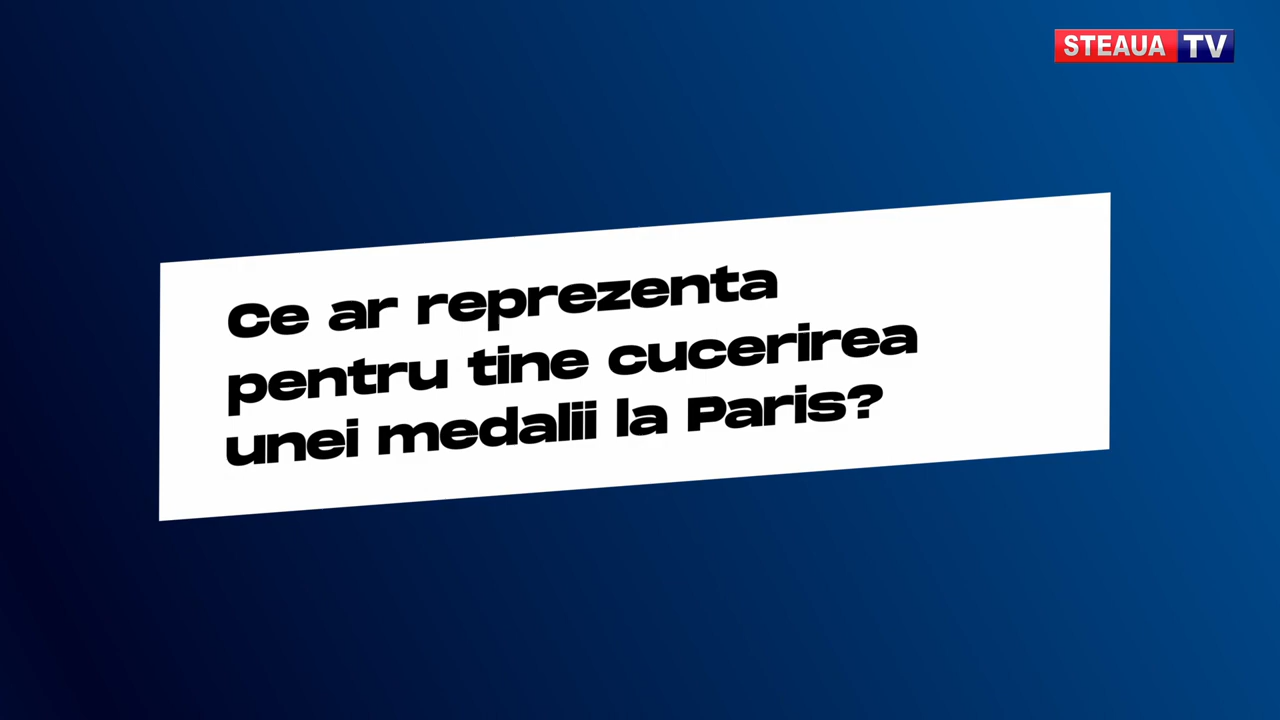 STEAUA TV
Ce ar reprezenta
pentru tine cucerirea
unei medalii la Paris?